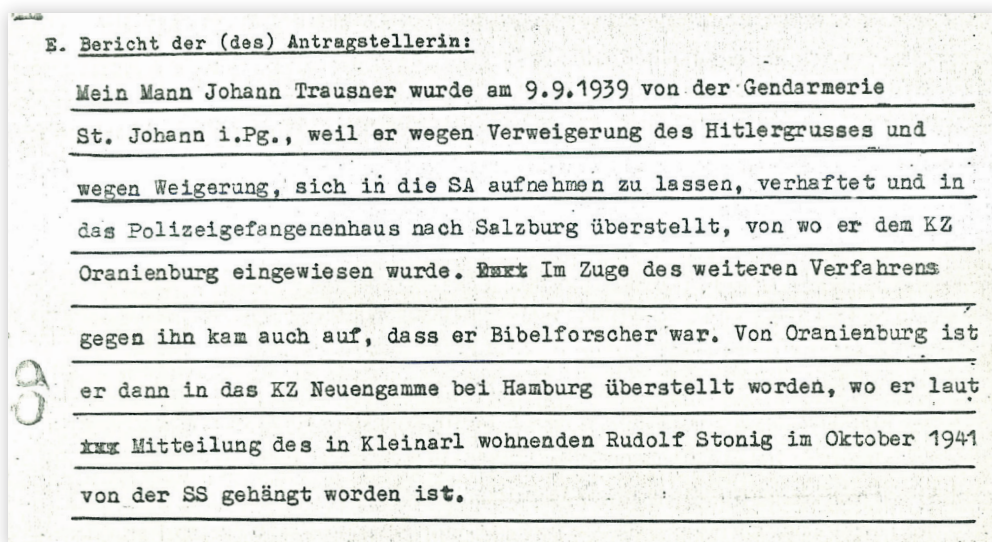 E. Bericht der (des) Antragstellerin:
Mein Mann Johann Trausner wurde am 9.9.1939 von der Gendarmerie
St. Johann i.Pg., weil er wegen Verweigerung des Hitlergrusses und
wegen Weigerung, sich in die SA aufnehmen zu lassen, verhaftet und in
das Polizeigefangenenhaus nach Salzburg überstellt, von wo er dem KZ
Oranienburg eingewiesen wurde. Im Zuge des weiteren Verfahrens
gegen ihn kam auch auf, dass er Bibelforscher war. Von Oranienburg ist
er dann in das KZ Neuengamme bei Hamburg überstellt worden, wo er laut
Mitteilung des in Kleinarl wohnenden Rudolf Stonig im Oktober 1941
von der SS gehängt worden ist.